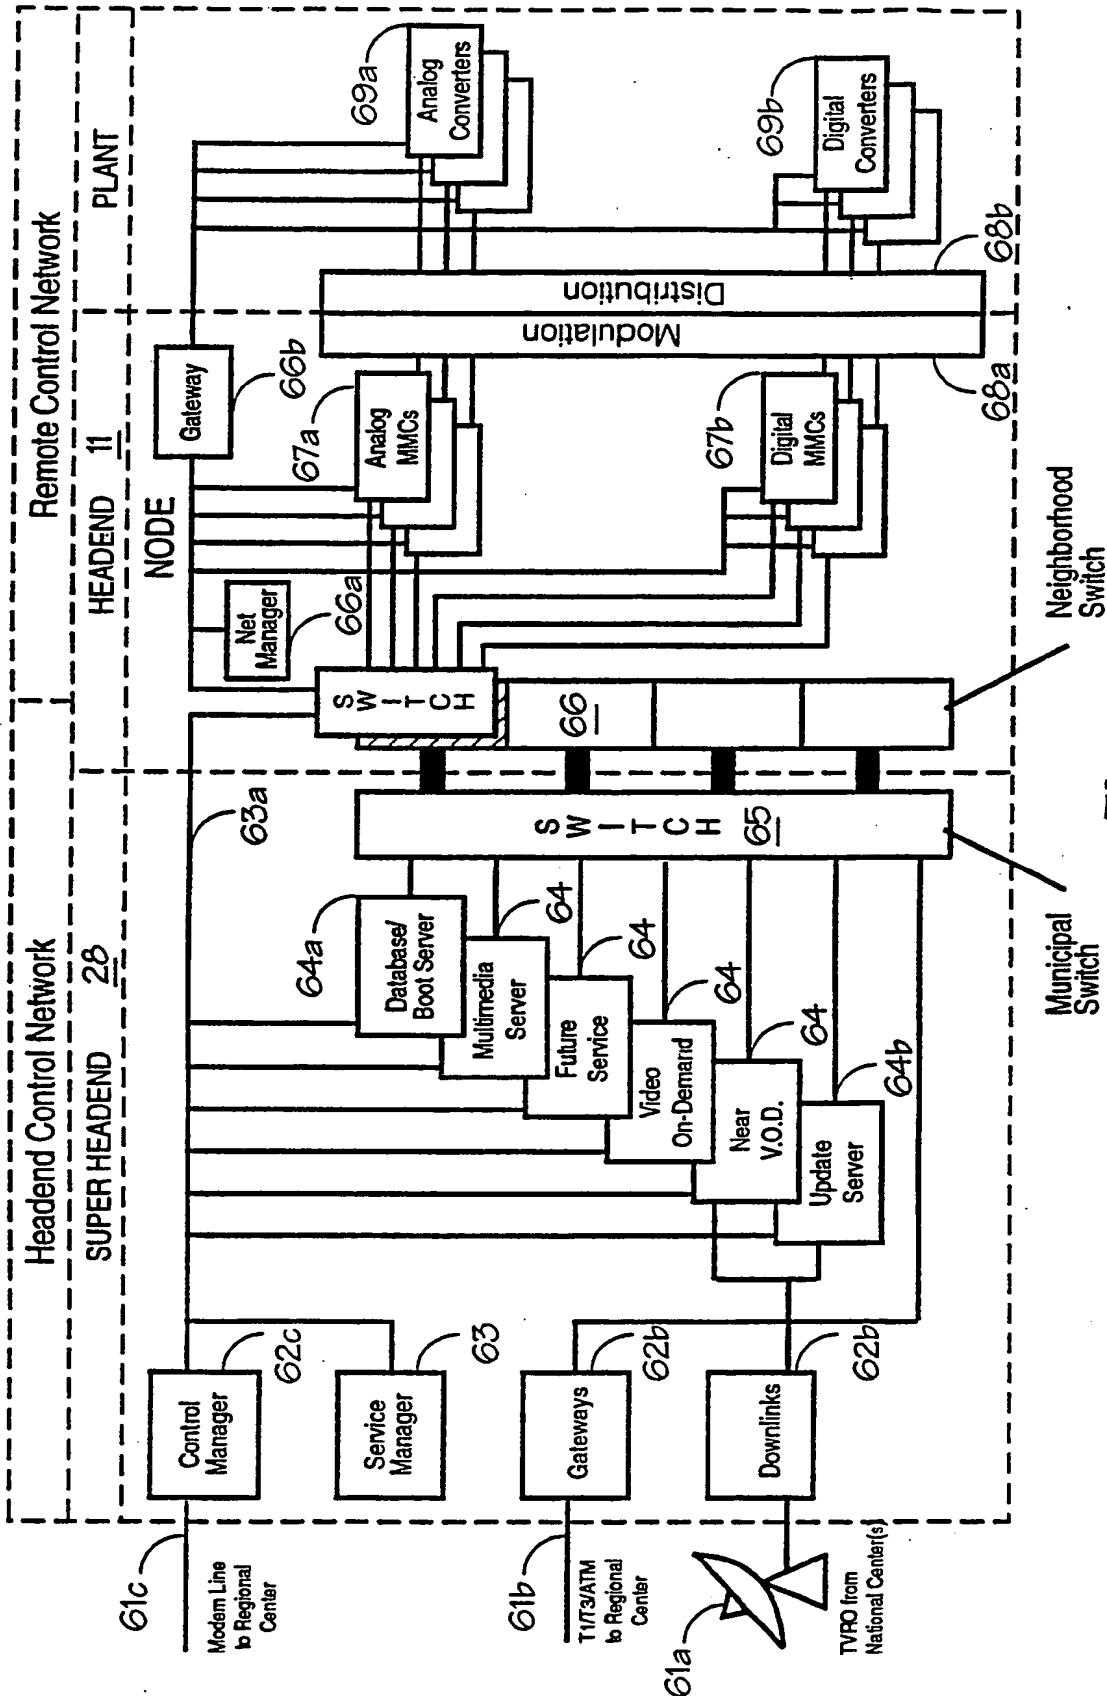 Headend Control Network
Remote Control Network
SUPER HEADEND 28
HEADEND 11
PLANT
NODE
61c
Modem Line
to Regional
Center
61b
T1/T3/ATM
to Regional
Center
61a
TVRO from
National Center(s)
Control
Manager
62c
Service
Manager
63
Gateways
62b
Downlinks
62b
63a
64a
Database/
Boot Server
Multimedia
Server
64
Future
Service
64
Video
On-Demand
64
Near
V.O.D.
64
Update
Server
64b
SWITCH 65
Municipal
Switch
SWITCH
66
Neighborhood
Switch
Net
Manager
66a
Gateway
66b
67a
Analog
MMCs
67b
Digital
MMCs
Modulation
68a
Distribution
68b
69a
Analog
Converters
69b
Digital
Converters